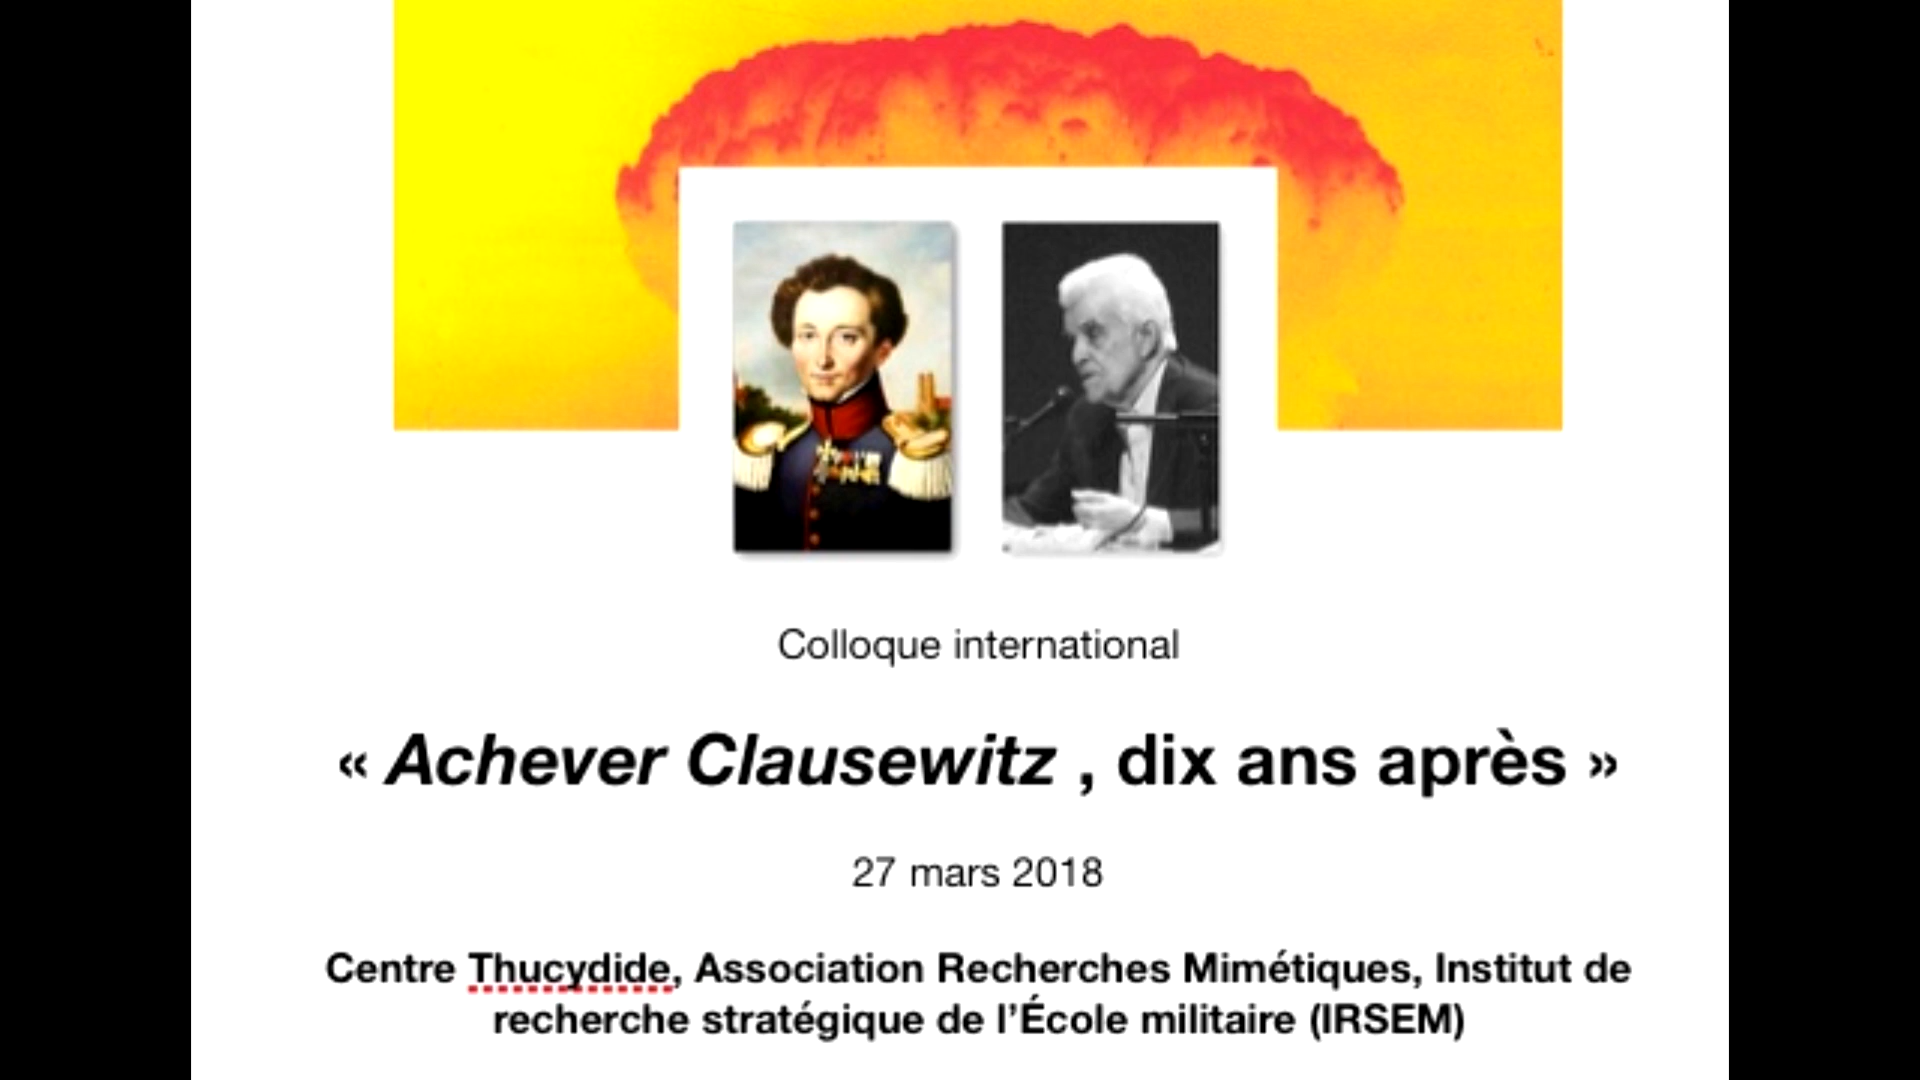 Colloque international
« Achever Clausewitz , dix ans après »
27 mars 2018
Centre Thucydide, Association Recherches Mimétiques, Institut de
recherche stratégique de l’École militaire (IRSEM)